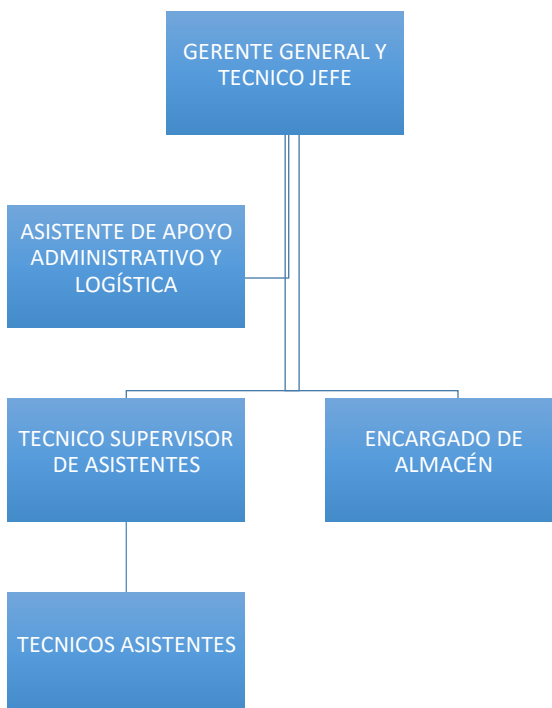 GERENTE GENERAL Y
TECNICO JEFE
ASISTENTE DE APOYO
ADMINISTRATIVO Y
LOGÍSTICA
TECNICO SUPERVISOR
DE ASISTENTES
ENCARGADO DE
ALMACÉN
TECNICOS ASISTENTES